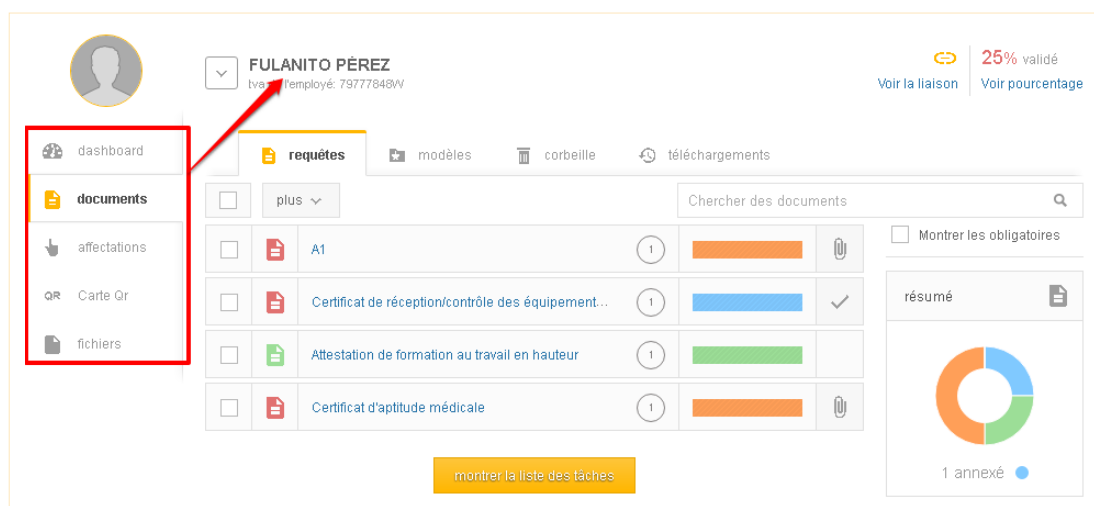 FULANITO PÉREZ
tva de l'employé: 79777848W
25% validé
Voir la liaison
Voir pourcentage
dashboard
documents
affectations
QR Carte Qr
fichiers
requêtes
modèles
corbeille
téléchargements
plus
Chercher des documents
A1
1
Certificat de réception/contrôle des équipement...
1
Attestation de formation au travail en hauteur
1
Certificat d'aptitude médicale
1
montrer la liste des tâches
Montrer les obligatoires
résumé
1 annexé